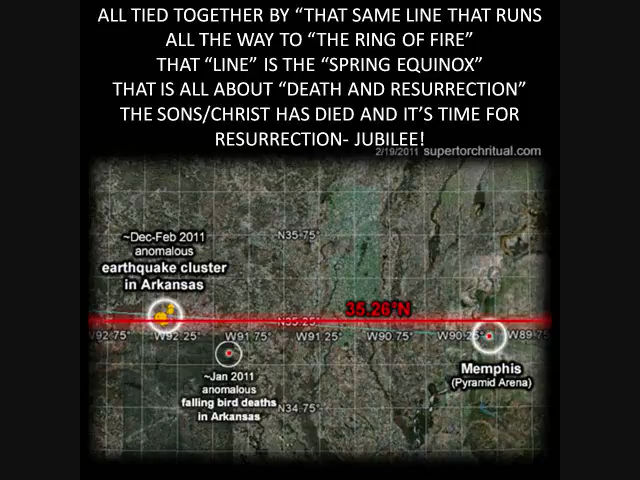 ALL TIED TOGETHER BY “THAT SAME LINE THAT RUNS
ALL THE WAY TO “THE RING OF FIRE”
THAT “LINE” IS THE “SPRING EQUINOX”
THAT IS ALL ABOUT “DEATH AND RESURRECTION”
THE SONS/CHRIST HAS DIED AND IT’S TIME FOR
RESURRECTION- JUBILEE!
2/19/2011 supertorchritual.com
N35.75°
~Dec-Feb 2011
anomalous
earthquake cluster
in Arkansas
35.26°N
N35.25°
W92.75° W92.25° W91.75° W91.25° W90.75° W90.25° W89.75
~Jan 2011
anomalous
falling bird deaths
in Arkansas
Memphis
(Pyramid Arena)
N34.75°